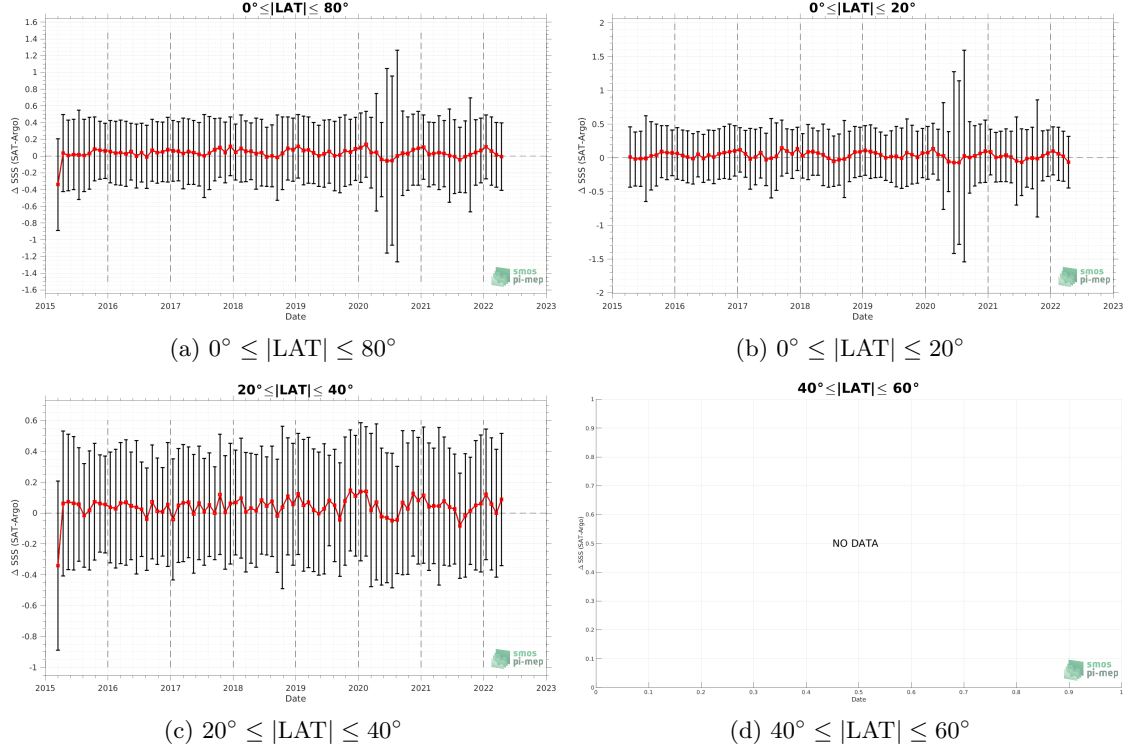 0°≤|LAT|≤ 80°
1.6
1.4
1.2
1
0.8
0.6
0.4
0.2
0
-0.2
-0.4
-0.6
-0.8
-1
-1.2
-1.4
-1.6
Δ SSS (SAT-Argo)
2015 2016 2017 2018 2019 2020 2021 2022 2023
Date
smos
pi-mep
(a) 0° ≤ |LAT| ≤ 80°
0°≤|LAT|≤ 20°
2
1.5
1
0.5
0
-0.5
-1
-1.5
-2
Δ SSS (SAT-Argo)
2015 2016 2017 2018 2019 2020 2021 2022 2023
Date
smos
pi-mep
(b) 0° ≤ |LAT| ≤ 20°
20°≤|LAT|≤ 40°
0.6
0.4
0.2
0
-0.2
-0.4
-0.6
-0.8
-1
Δ SSS (SAT-Argo)
2015 2016 2017 2018 2019 2020 2021 2022 2023
Date
smos
pi-mep
(c) 20° ≤ |LAT| ≤ 40°
40°≤|LAT|≤ 60°
1
0.9
0.8
0.7
0.6
0.5
0.4
0.3
0.2
0.1
0
Δ SSS (SAT-Argo)
NO DATA
0 0.1 0.2 0.3 0.4 0.5 0.6 0.7 0.8 0.9 1
Date
smos
pi-mep
(d) 40° ≤ |LAT| ≤ 60°